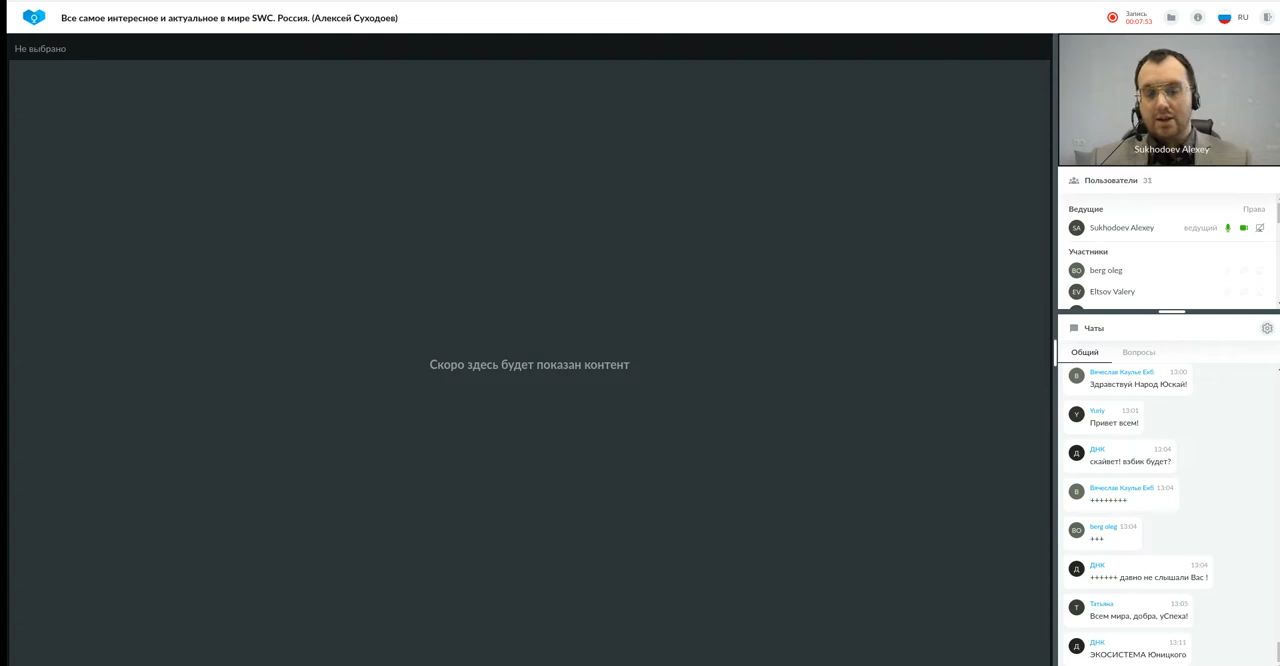 Все самое интересное и актуальное в мире SWC. Россия. (Алексей Суходоев)
Запись
00:07:53
RU
Не выбрано
Скоро здесь будет показан контент
Sukhodoev Alexey
Пользователи 31
Ведущие Права
SA Sukhodoev Alexey ведущий
Участники
BO berg oleg
EV Eltsov Valery
Чаты
Общий Вопросы
В Вячеслав Каулье Екб 13:00
Здравствуй Народ Юскай!
Y Yuriy 13:01
Привет всем!
Д ДНК 13:04
скайвет! вэбик будет?
В Вячеслав Каулье Екб 13:04
++++++++
BO berg oleg 13:04
+++
Д ДНК 13:04
++++++ давно не слышали Вас !
Т Татьяна 13:05
Всем мира, добра, уСпеха!
Д ДНК 13:11
ЭКОСИСТЕМА Юницкого